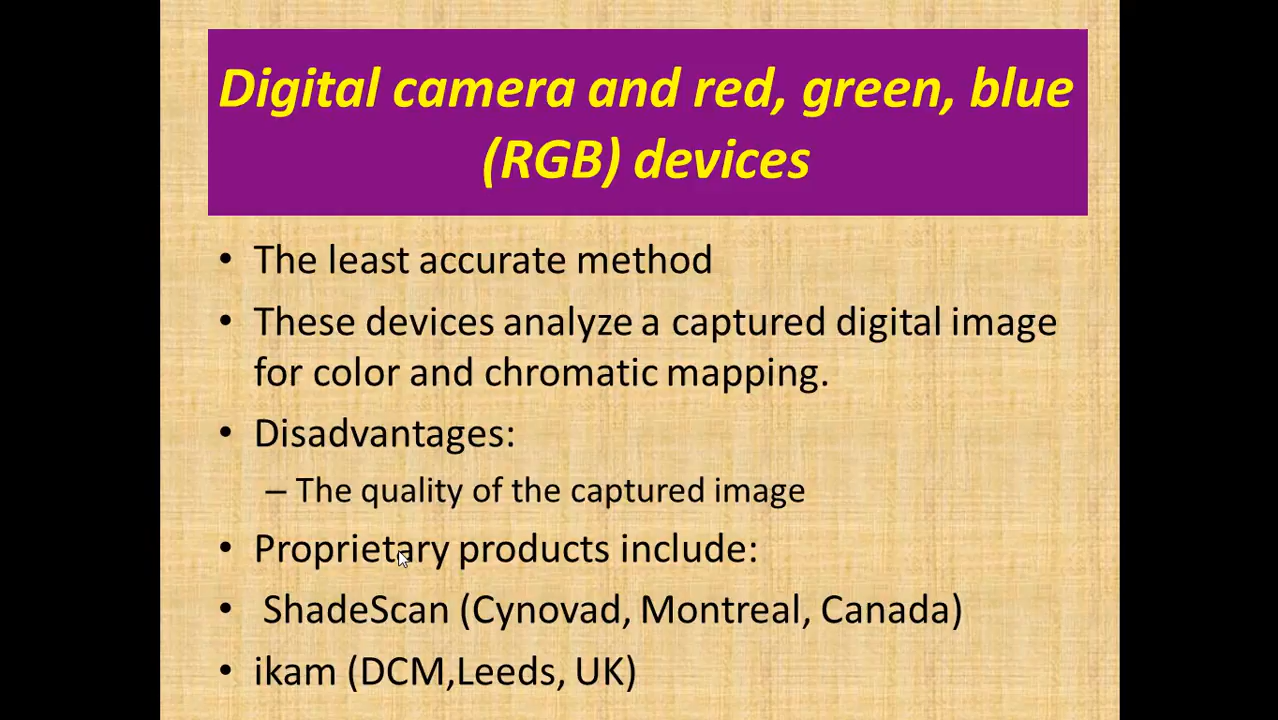 Digital camera and red, green, blue
(RGB) devices
• The least accurate method
• These devices analyze a captured digital image
for color and chromatic mapping.
• Disadvantages:
– The quality of the captured image
• Proprietary products include:
• ShadeScan (Cynovad, Montreal, Canada)
• ikam (DCM,Leeds, UK)